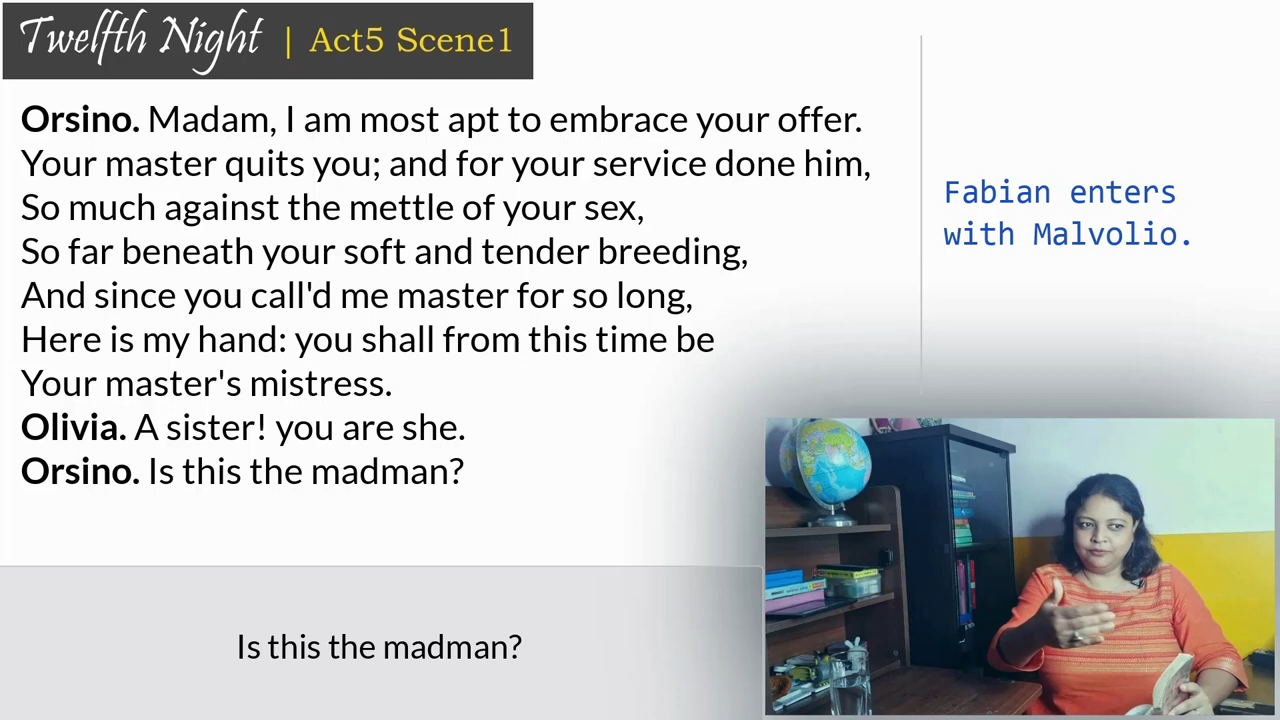 Twelfth Night | Act5 Scene1
Orsino. Madam, I am most apt to embrace your offer.
Your master quits you; and for your service done him,
So much against the mettle of your sex,
So far beneath your soft and tender breeding,
And since you call'd me master for so long,
Here is my hand: you shall from this time be
Your master's mistress.
Olivia. A sister! you are she.
Orsino. Is this the madman?
Fabian enters
with Malvolio.
Is this the madman?